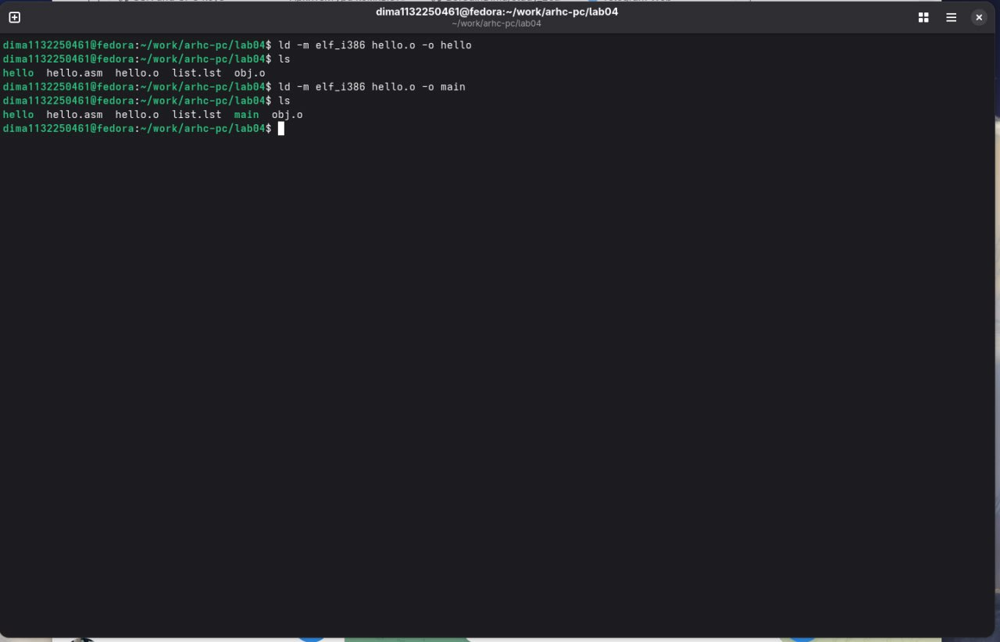 dima1132250461@fedora:~/work/arhc-pc/lab04
~/work/arhc-pc/lab04
dima1132250461@fedora:~/work/arhc-pc/lab04$ ld -m elf_i386 hello.o -o hello
dima1132250461@fedora:~/work/arhc-pc/lab04$ ls
hello  hello.asm  hello.o  list.lst  obj.o
dima1132250461@fedora:~/work/arhc-pc/lab04$ ld -m elf_i386 hello.o -o main
dima1132250461@fedora:~/work/arhc-pc/lab04$ ls
hello  hello.asm  hello.o  list.lst  main  obj.o
dima1132250461@fedora:~/work/arhc-pc/lab04$